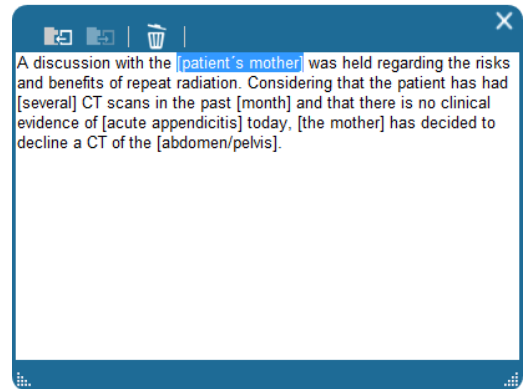 A discussion with the [patient´s mother] was held regarding the risks
and benefits of repeat radiation. Considering that the patient has had
[several] CT scans in the past [month] and that there is no clinical
evidence of [acute appendicitis] today, [the mother] has decided to
decline a CT of the [abdomen/pelvis].